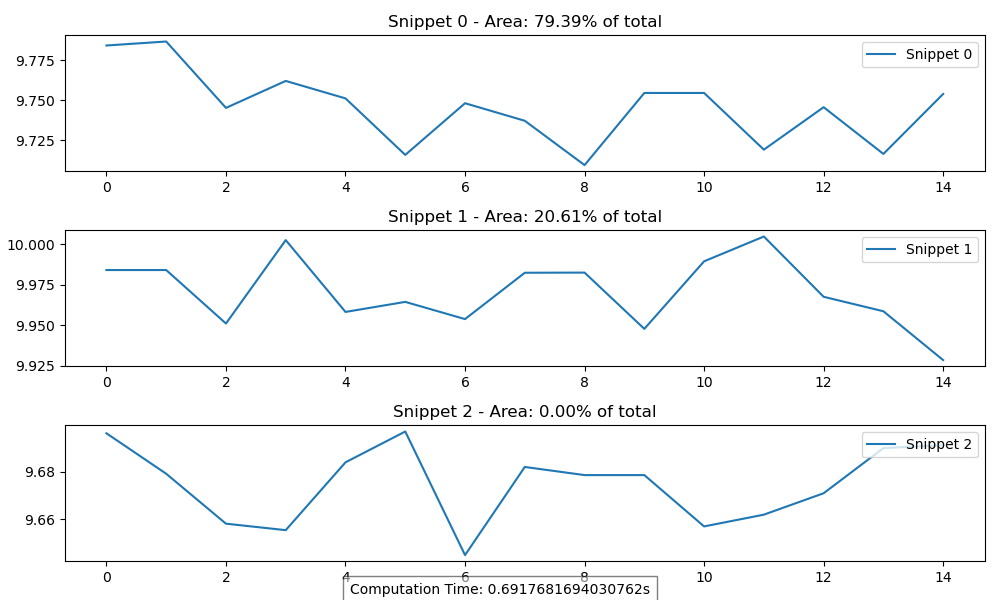 Snippet 0 - Area: 79.39% of total
Snippet 0
9.775
9.750
9.725
0 2 4 6 8 10 12 14
Snippet 1 - Area: 20.61% of total
Snippet 1
10.000
9.975
9.950
9.925
0 2 4 6 8 10 12 14
Snippet 2 - Area: 0.00% of total
Snippet 2
9.68
9.66
0 2 4 6 8 10 12 14
Computation Time: 0.6917681694030762s